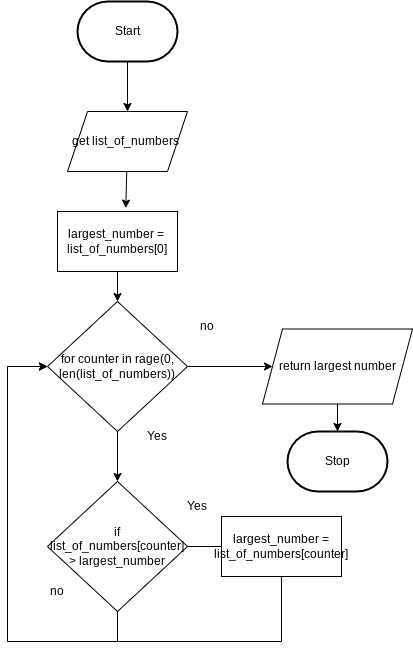 Start
get list_of_numbers
largest_number =
list_of_numbers[0]
for counter in rage(0,
len(list_of_numbers))
no
return largest number
Yes
Stop
if
list_of_numbers[counter]
> largest_number
Yes
largest_number =
list_of_numbers[counter]
no